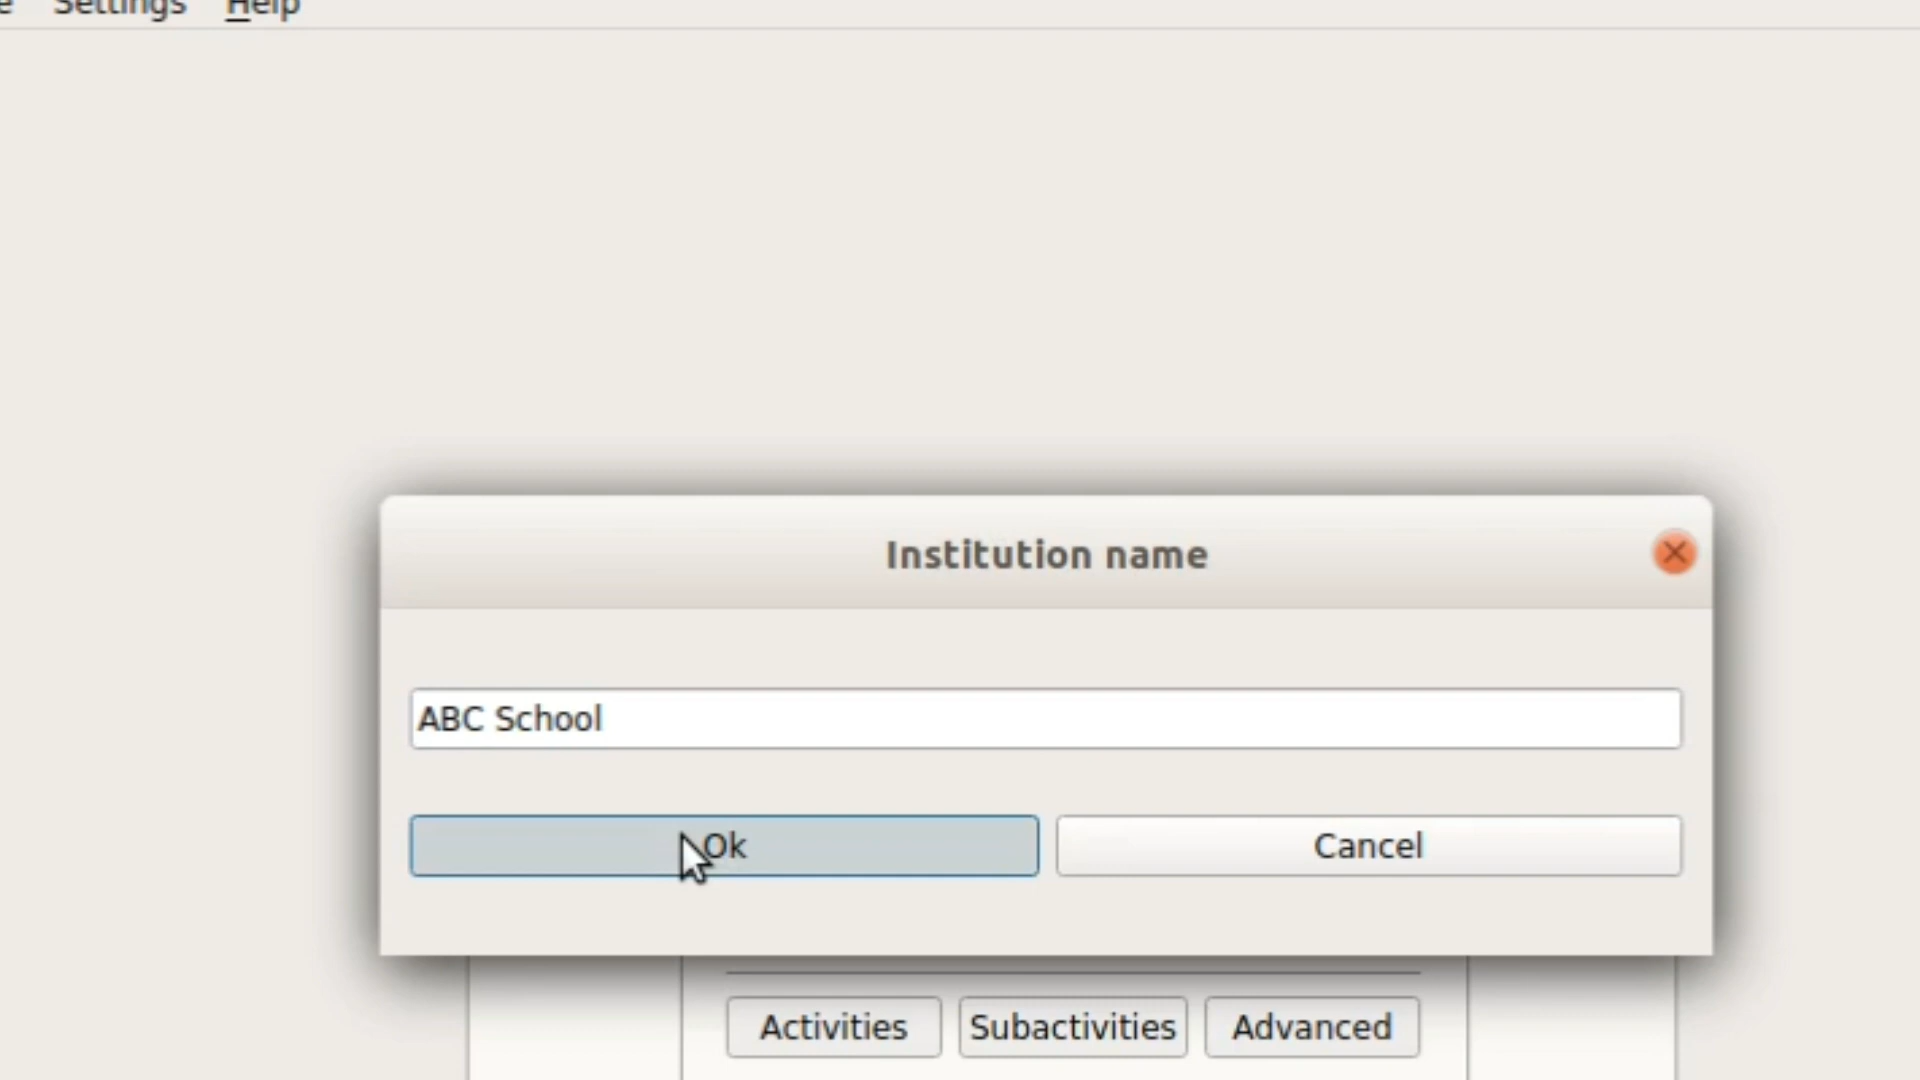 Settings Help
Institution name
ABC School
Ok Cancel
Activities Subactivities Advanced